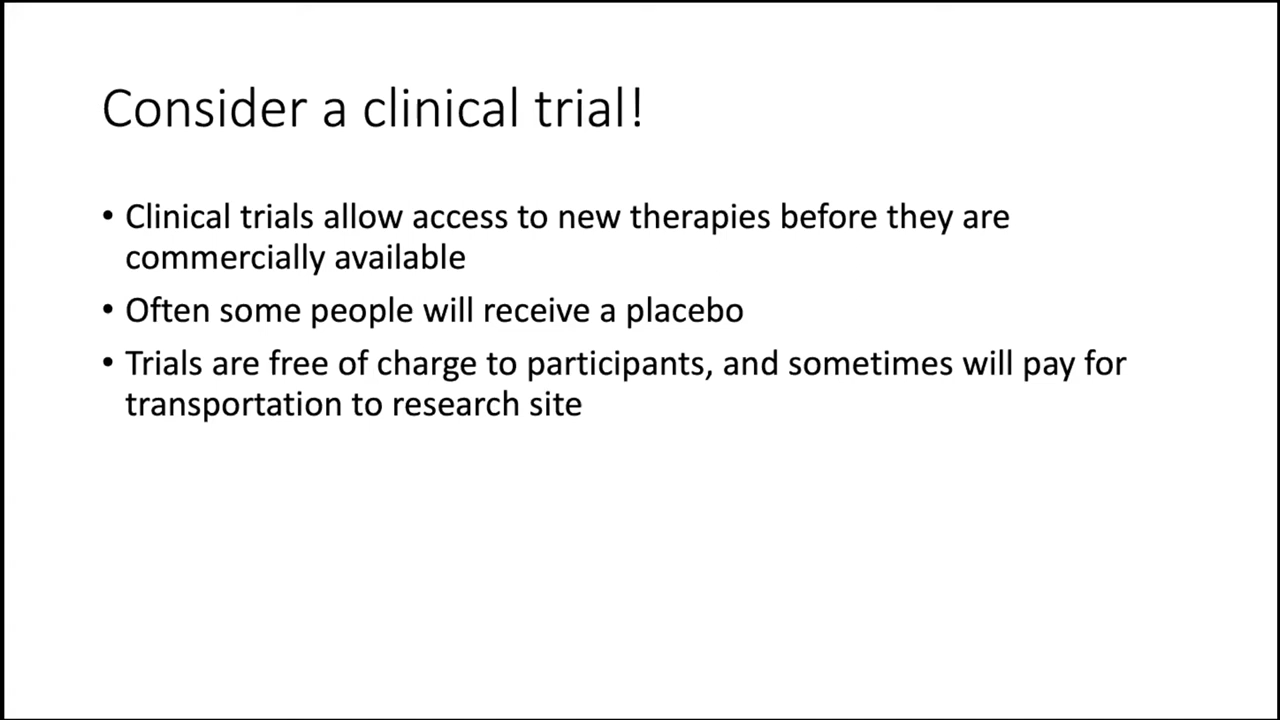 Consider a clinical trial!
• Clinical trials allow access to new therapies before they are
commercially available
• Often some people will receive a placebo
• Trials are free of charge to participants, and sometimes will pay for
transportation to research site